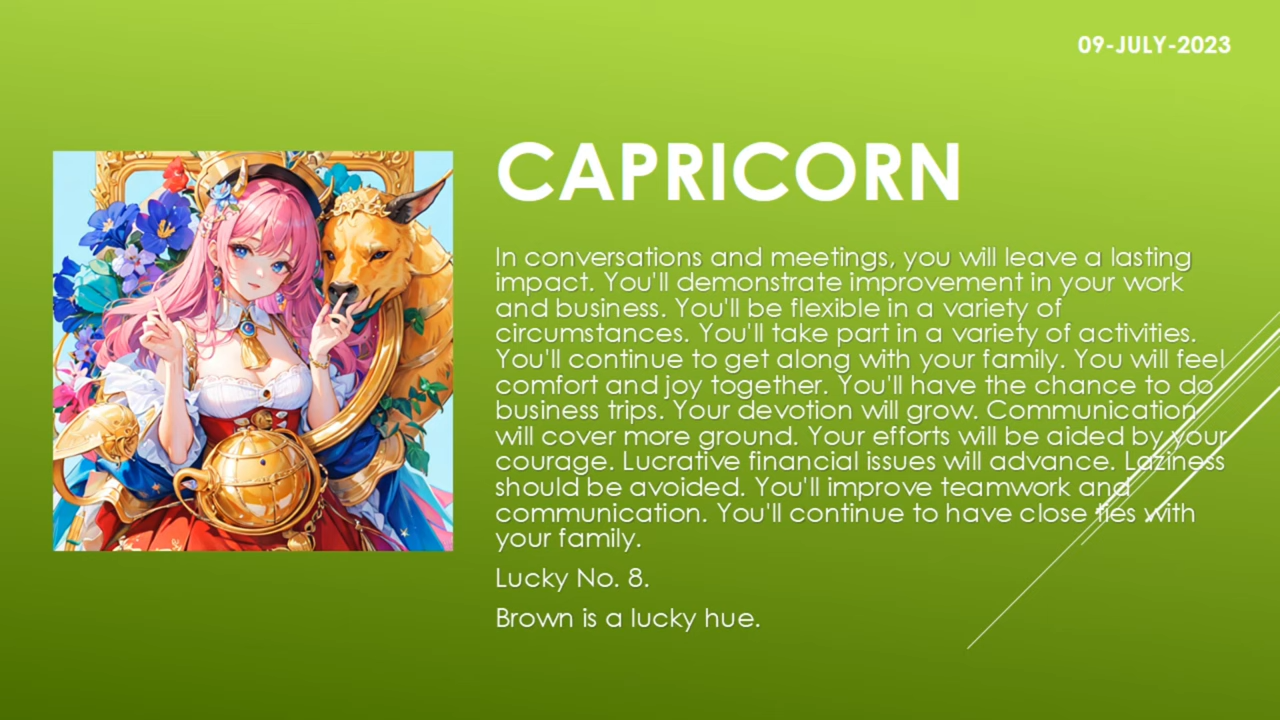 09-JULY-2023
CAPRICORN
In conversations and meetings, you will leave a lasting
impact. You'll demonstrate improvement in your work
and business. You'll be flexible in a variety of
circumstances. You'll take part in a variety of activities.
You'll continue to get along with your family. You will feel
comfort and joy together. You'll have the chance to do
business trips. Your devotion will grow. Communication
will cover more ground. Your efforts will be aided by your
courage. Lucrative financial issues will advance. Laziness
should be avoided. You'll improve teamwork and
communication. You'll continue to have close ties with
your family.
Lucky No. 8.
Brown is a lucky hue.